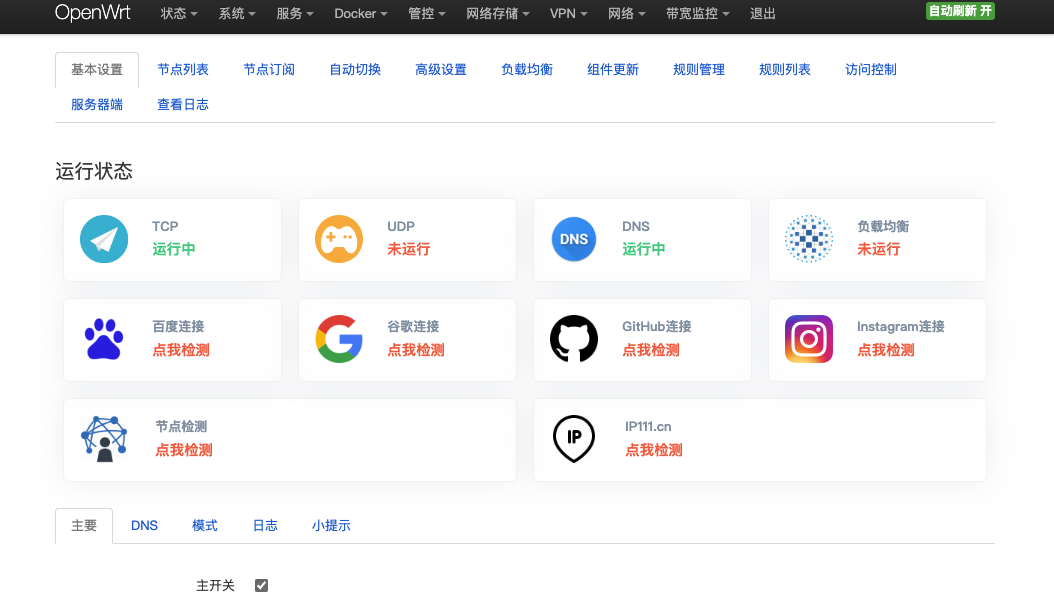 OpenWrt 状态 系统 服务 Docker 管控 网络存储 VPN 网络 带宽监控 退出 自动刷新 开
基本设置 节点列表 节点订阅 自动切换 高级设置 负载均衡 组件更新 规则管理 规则列表 访问控制
服务器端 查看日志
运行状态
TCP
运行中
UDP
未运行
DNS
DNS
运行中
负载均衡
未运行
百度连接
点我检测
谷歌连接
点我检测
GitHub连接
点我检测
Instagram连接
点我检测
节点检测
点我检测
IP
IP111.cn
点我检测
主要 DNS 模式 日志 小提示
主开关